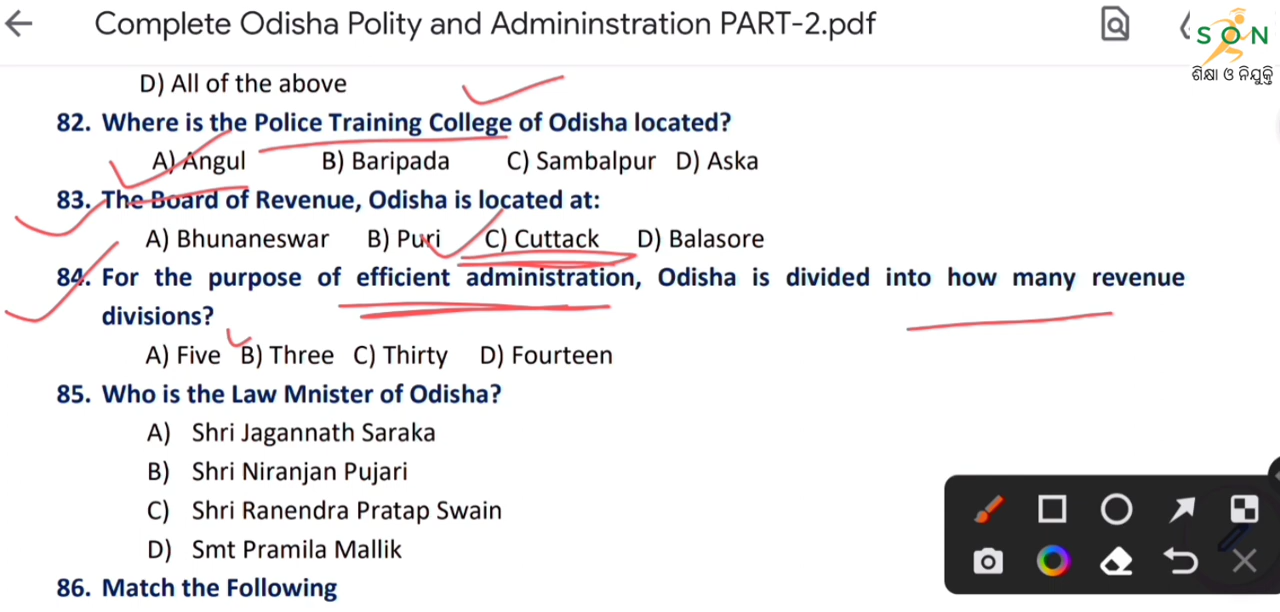 Complete Odisha Polity and Admininstration PART-2.pdf
SON
ଶିକ୍ଷା ଓ ନିଯୁକ୍ତି
D) All of the above
82. Where is the Police Training College of Odisha located?
A) Angul B) Baripada C) Sambalpur D) Aska
83. The Board of Revenue, Odisha is located at:
A) Bhunaneswar B) Puri C) Cuttack D) Balasore
84. For the purpose of efficient administration, Odisha is divided into how many revenue
divisions?
A) Five B) Three C) Thirty D) Fourteen
85. Who is the Law Mnister of Odisha?
A) Shri Jagannath Saraka
B) Shri Niranjan Pujari
C) Shri Ranendra Pratap Swain
D) Smt Pramila Mallik
86. Match the Following